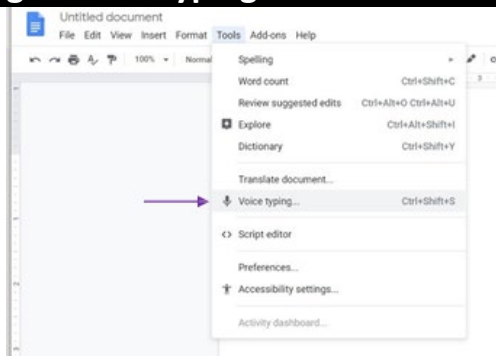 Untitled document
File Edit View Insert Format Tools Add-ons Help
100% Normal
Spelling
Word count Ctrl+Shift+C
Review suggested edits Ctrl+Alt+O Ctrl+Alt+U
Explore Ctrl+Alt+Shift+I
Dictionary Ctrl+Shift+Y
Translate document...
Voice typing... Ctrl+Shift+S
Script editor
Preferences...
Accessibility settings...
Activity dashboard...